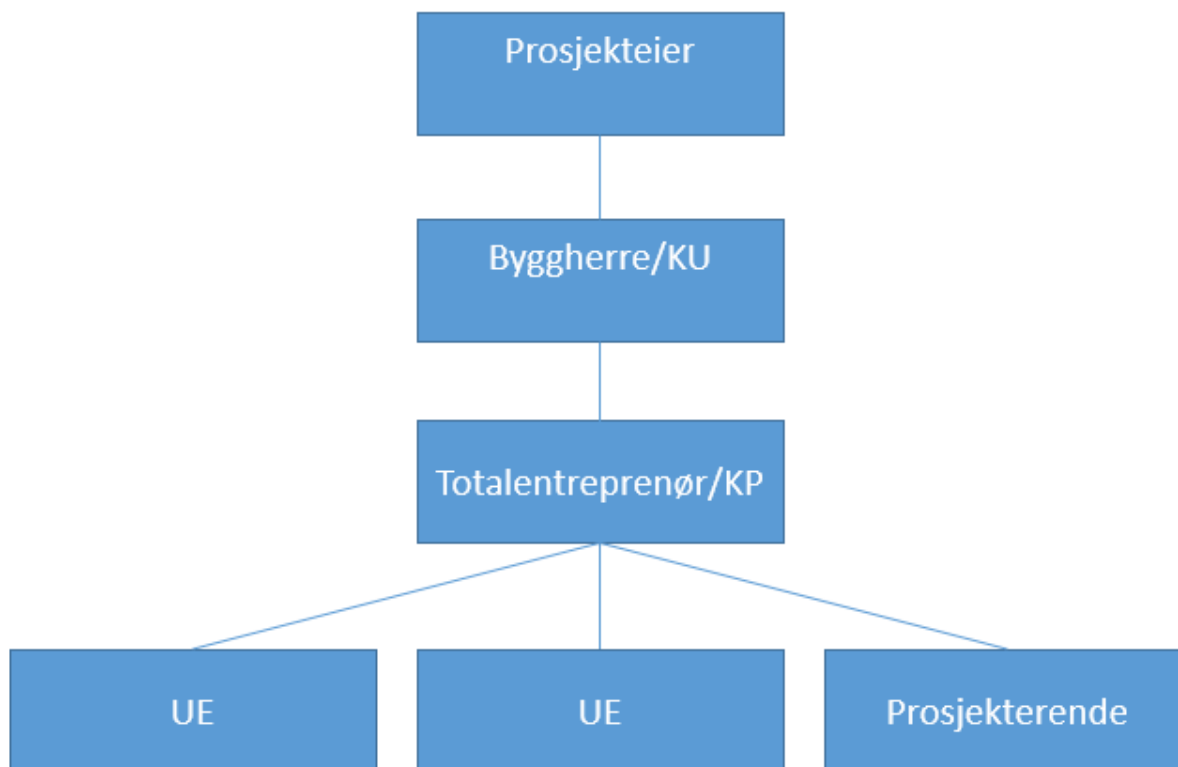 Prosjekteier
Byggherre/KU
Totalentreprenør/KP
UE
UE
Prosjekterende